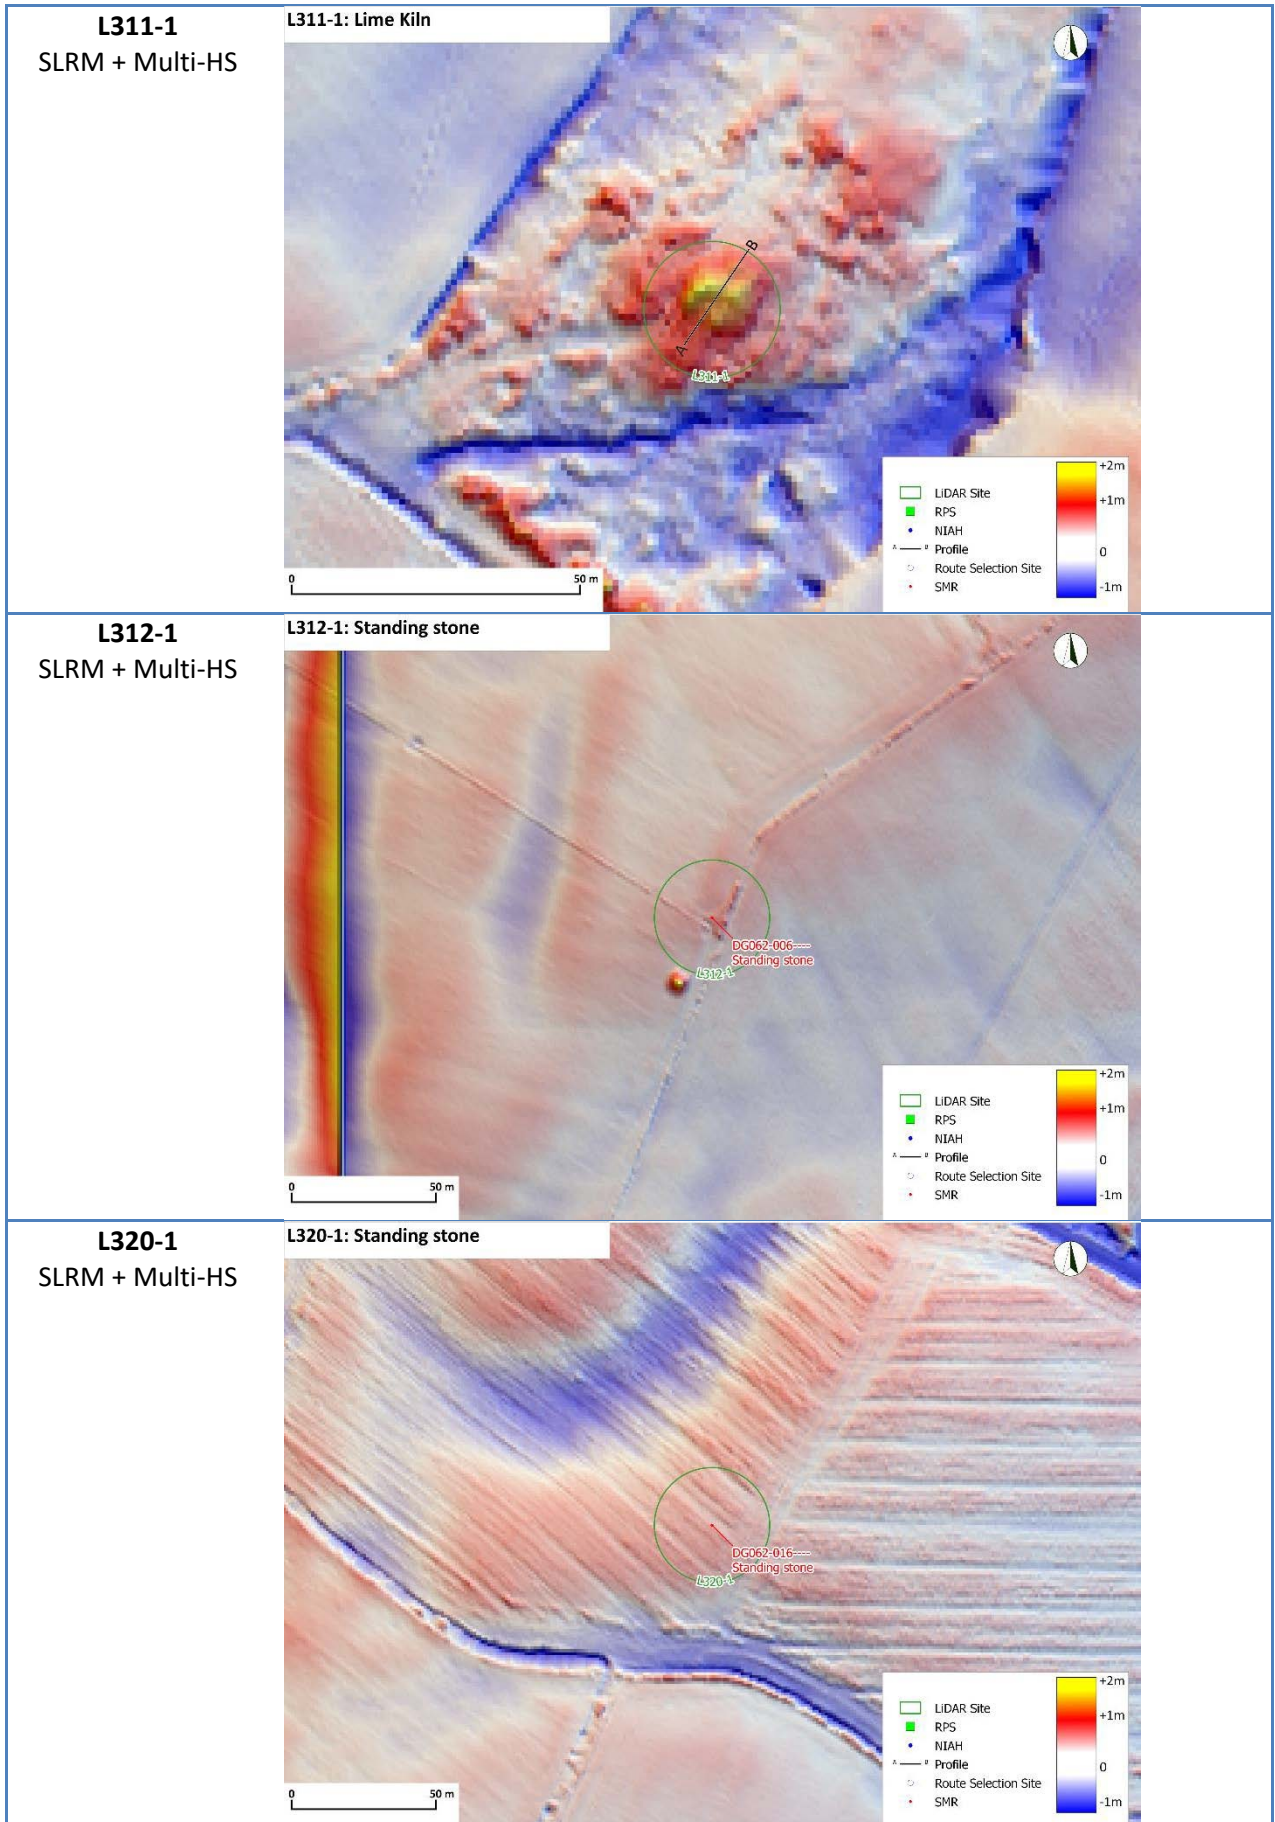 L311-1
SLRM + Multi-HS
L311-1: Lime Kiln
B
A
L311-1
LiDAR Site
RPS
NIAH
A B Profile
Route Selection Site
SMR
+2m
+1m
0
-1m
0 50 m
L312-1
SLRM + Multi-HS
L312-1: Standing stone
DG062-006----
Standing stone
L312-1
LiDAR Site
RPS
NIAH
A B Profile
Route Selection Site
SMR
+2m
+1m
0
-1m
0 50 m
L320-1
SLRM + Multi-HS
L320-1: Standing stone
DG062-016----
Standing stone
L320-1
LiDAR Site
RPS
NIAH
A B Profile
Route Selection Site
SMR
+2m
+1m
0
-1m
0 50 m